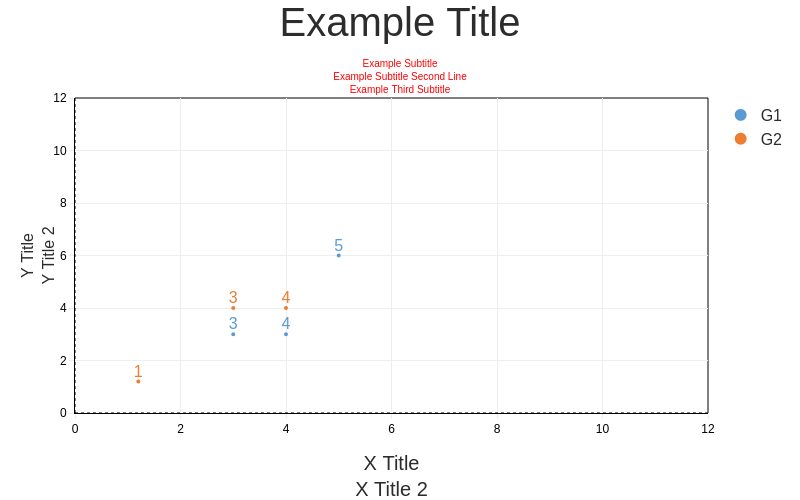 Example Title
Example Subtitle
Example Subtitle Second Line
Example Third Subtitle
G1
G2
Y Title
Y Title 2
12
10
8
6
4
2
0
5
3
4
3
4
1
0
2
4
6
8
10
12
X Title
X Title 2